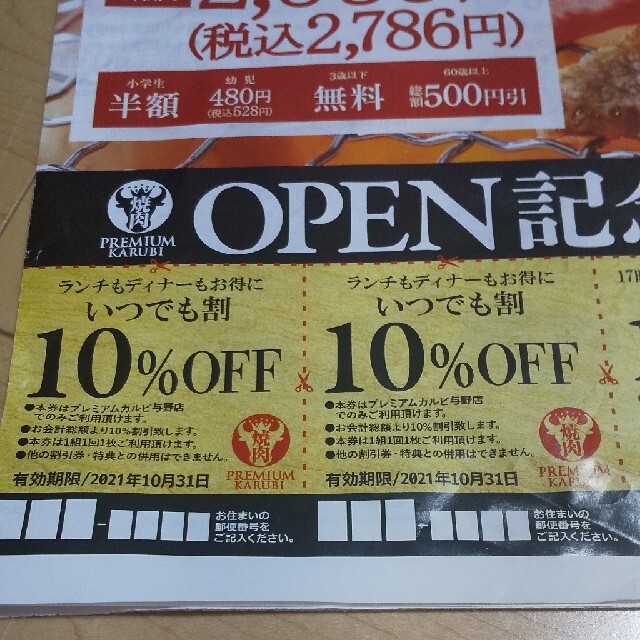 (税込2,786円)
小学生
半額
幼児
480円
(税込528円)
3歳以下
無料
60歳以上
総額500円引
焼肉
PREMIUM
KARUBI
OPEN記
ランチもディナーもお得に
いつでも割
10%OFF
●本券はプレミアムカルビ与野店
でのみご利用頂けます。
●お会計総額より10%割引致します。
●本券は1組1回1枚ご利用頂けます。
●他の割引券・特典との併用はできません。
焼肉
PREMIUM
KARUBI
有効期限/2021年10月31日
お住まいの
郵便番号を
ご記入ください。
ランチもディナーもお得に
いつでも割
10%OFF
●本券はプレミアムカルビ与野店
でのみご利用頂けます。
●お会計総額より10%割引致します。
●本券は1組1回1枚ご利用頂けます。
●他の割引券・特典との併用はできません。
焼肉
PREMIUM
KARUBI
有効期限/2021年10月31日
お住まいの
郵便番号を
ご記入ください。
17時